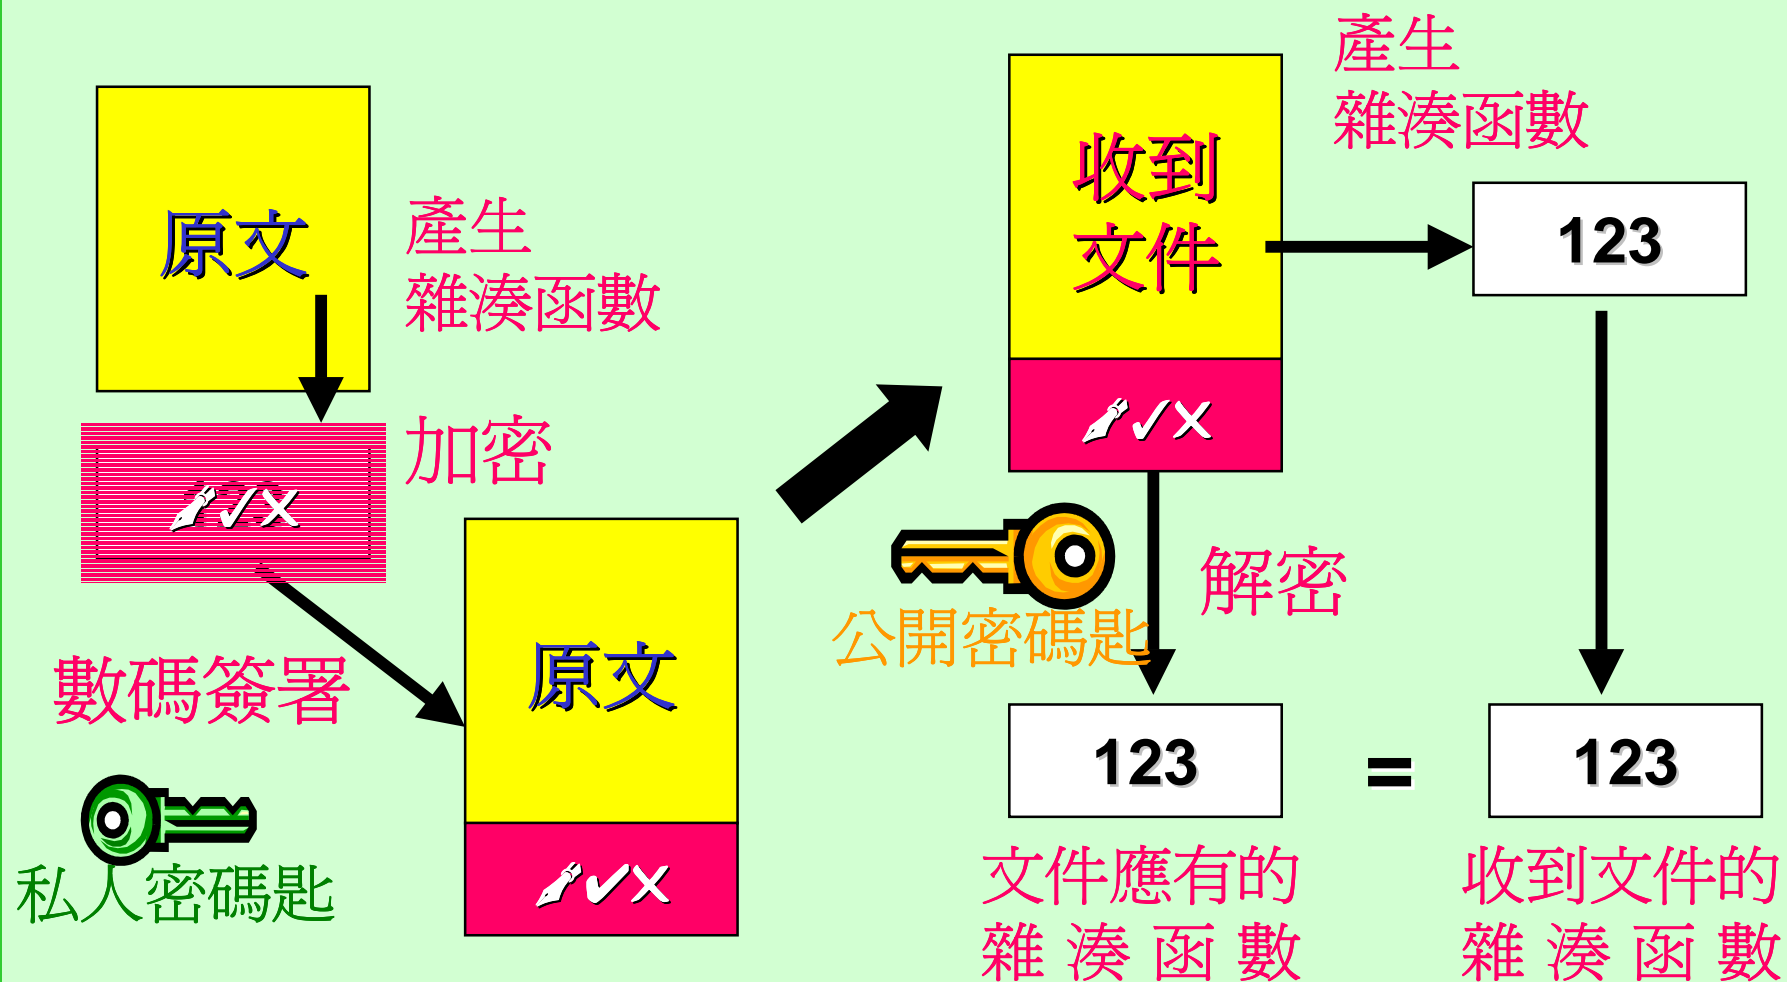 原文
產生
雜湊函數
加密
✓✗
數碼簽署
私人密碼匙
原文
✓✗
收到
文件
✓✗
產生
雜湊函數
123
公開密碼匙
解密
123
=
123
文件應有的
雜湊函數
收到文件的
雜湊函數